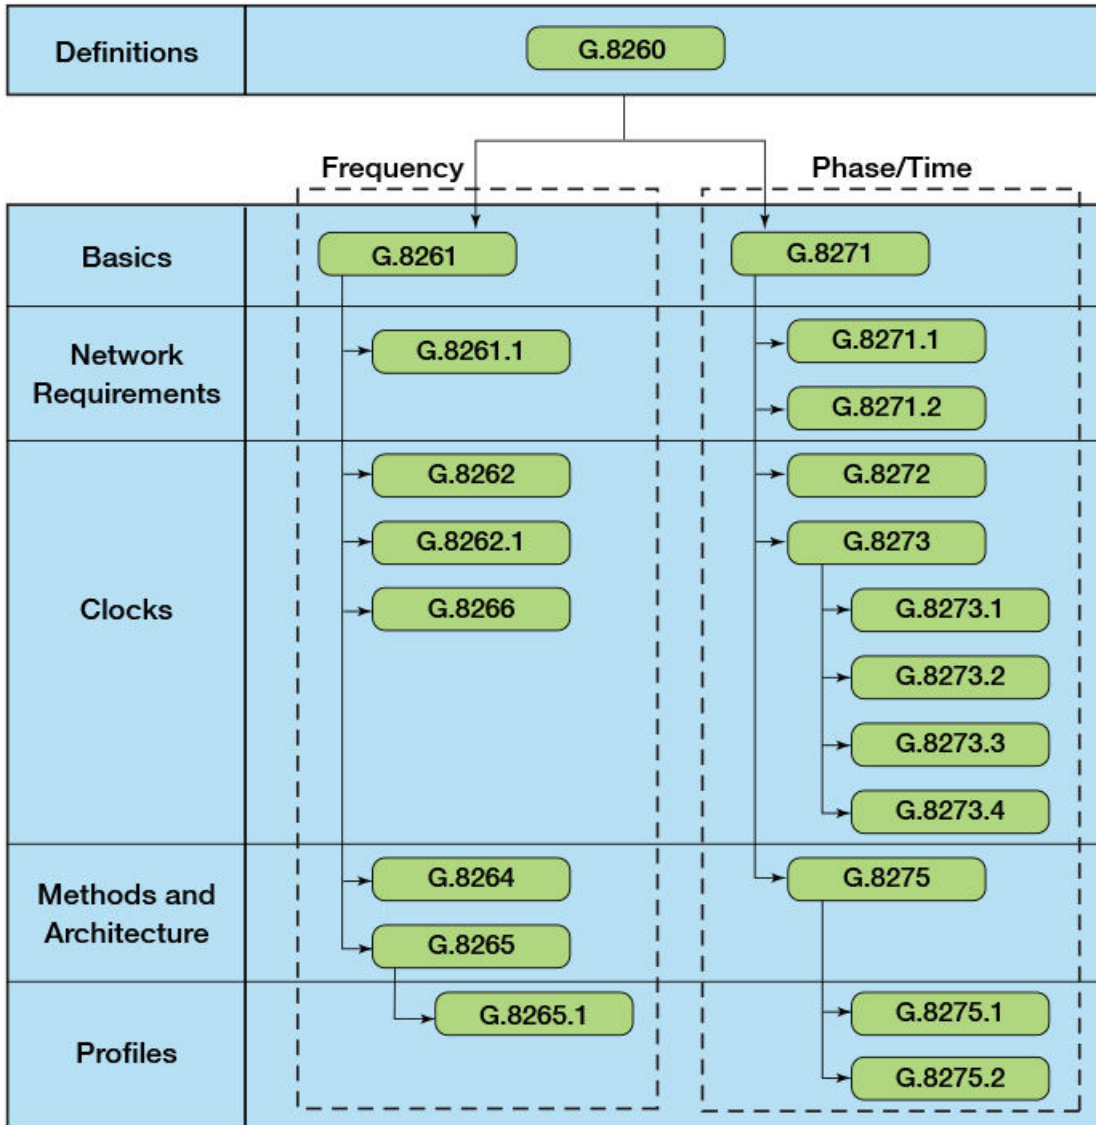 Definitions
G.8260
Frequency
Phase/Time
Basics
G.8261
G.8271
Network
Requirements
G.8261.1
G.8271.1
G.8271.2
Clocks
G.8262
G.8272
G.8262.1
G.8273
G.8266
G.8273.1
G.8273.2
G.8273.3
G.8273.4
Methods and
Architecture
G.8264
G.8275
G.8265
Profiles
G.8265.1
G.8275.1
G.8275.2